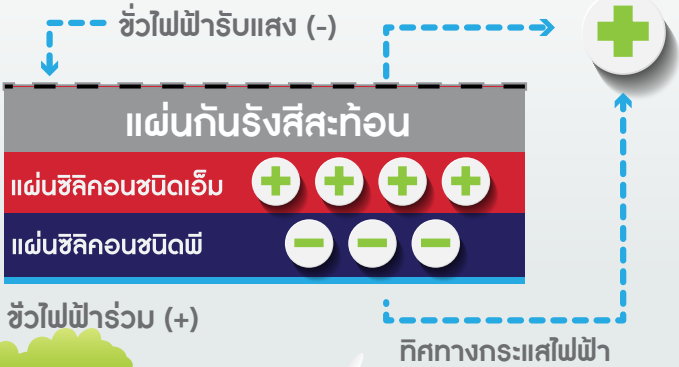 ขั่วไฟฟ้ารับแสง (-)
แผ่นกันรังสีสะท้อน
แผ่นซิลิคอนชนิดเอ็ม
แผ่นซิลิคอนชนิดพี
ขั่วไฟฟ้าร่วม (+)
ทิศทางกระแสไฟฟ้า